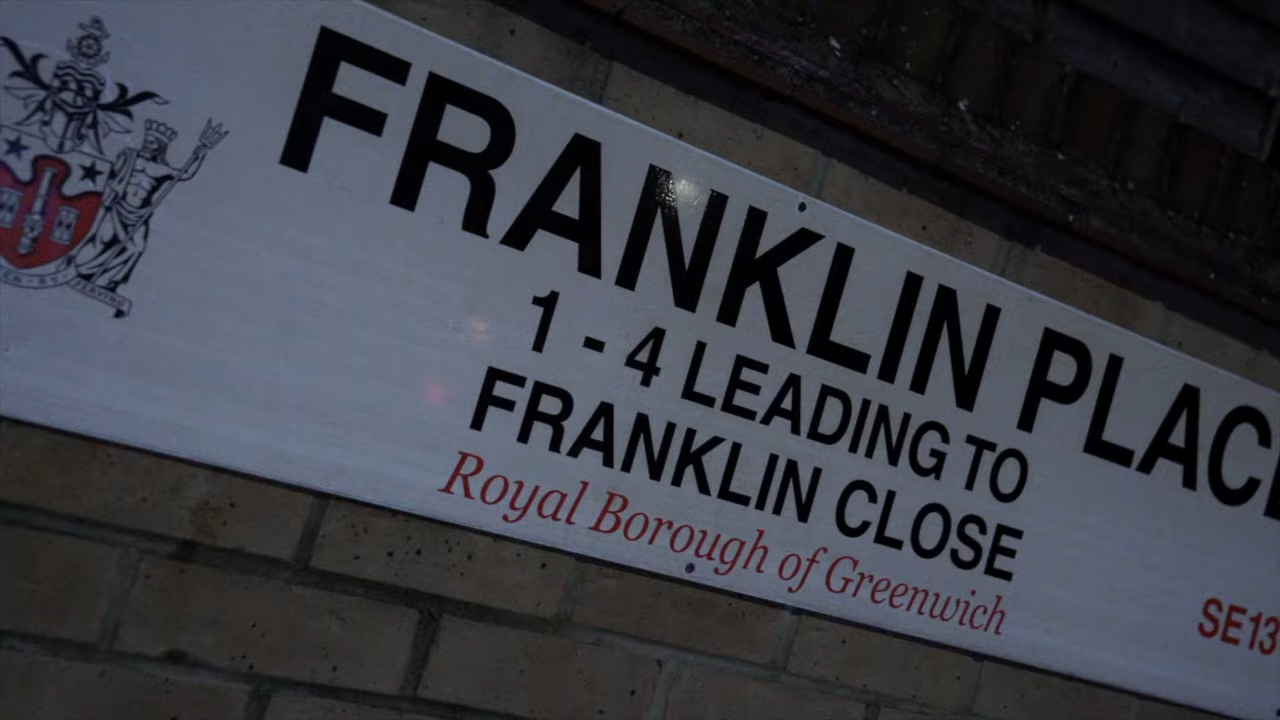 FRANKLIN PLACE
1 - 4 LEADING TO
FRANKLIN CLOSE
Royal Borough of Greenwich
SE13